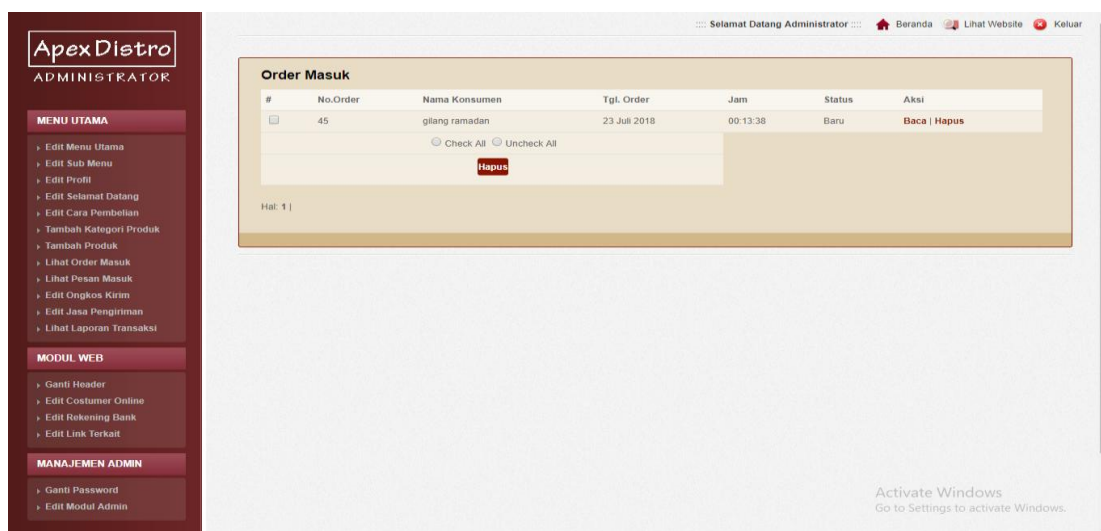 :::: Selamat Datang Administrator :::: Beranda Lihat Website Keluar
ApexDistro
ADMINISTRATOR
MENU UTAMA
Edit Menu Utama
Edit Sub Menu
Edit Profil
Edit Selamat Datang
Edit Cara Pembelian
Tambah Kategori Produk
Tambah Produk
Lihat Order Masuk
Lihat Pesan Masuk
Edit Ongkos Kirim
Edit Jasa Pengiriman
Lihat Laporan Transaksi
MODUL WEB
Ganti Header
Edit Costumer Online
Edit Rekening Bank
Edit Link Terkait
MANAJEMEN ADMIN
Ganti Password
Edit Modul Admin
Order Masuk
# No.Order Nama Konsumen Tgl. Order Jam Status Aksi
45 gilang ramadan 23 Juli 2018 00:13:38 Baru Baca | Hapus
Check All Uncheck All
Hapus
Hal: 1 |
Activate Windows
Go to Settings to activate Windows.